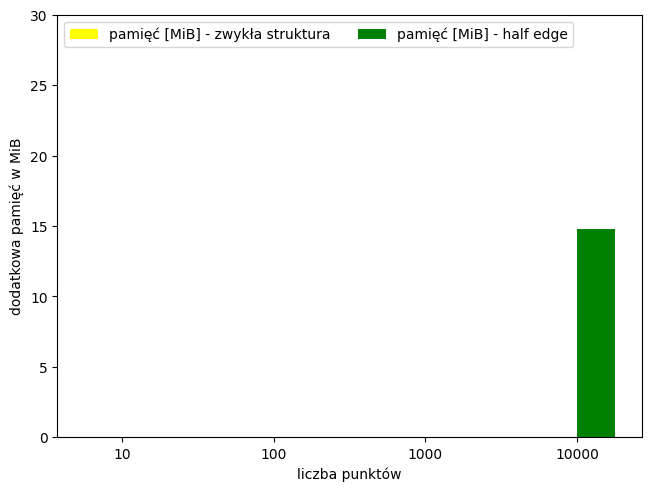 pamięć [MiB] - zwykła struktura
pamięć [MiB] - half edge
30
25
20
15
10
5
0
dodatkowa pamięć w MiB
10
100
1000
10000
liczba punktów